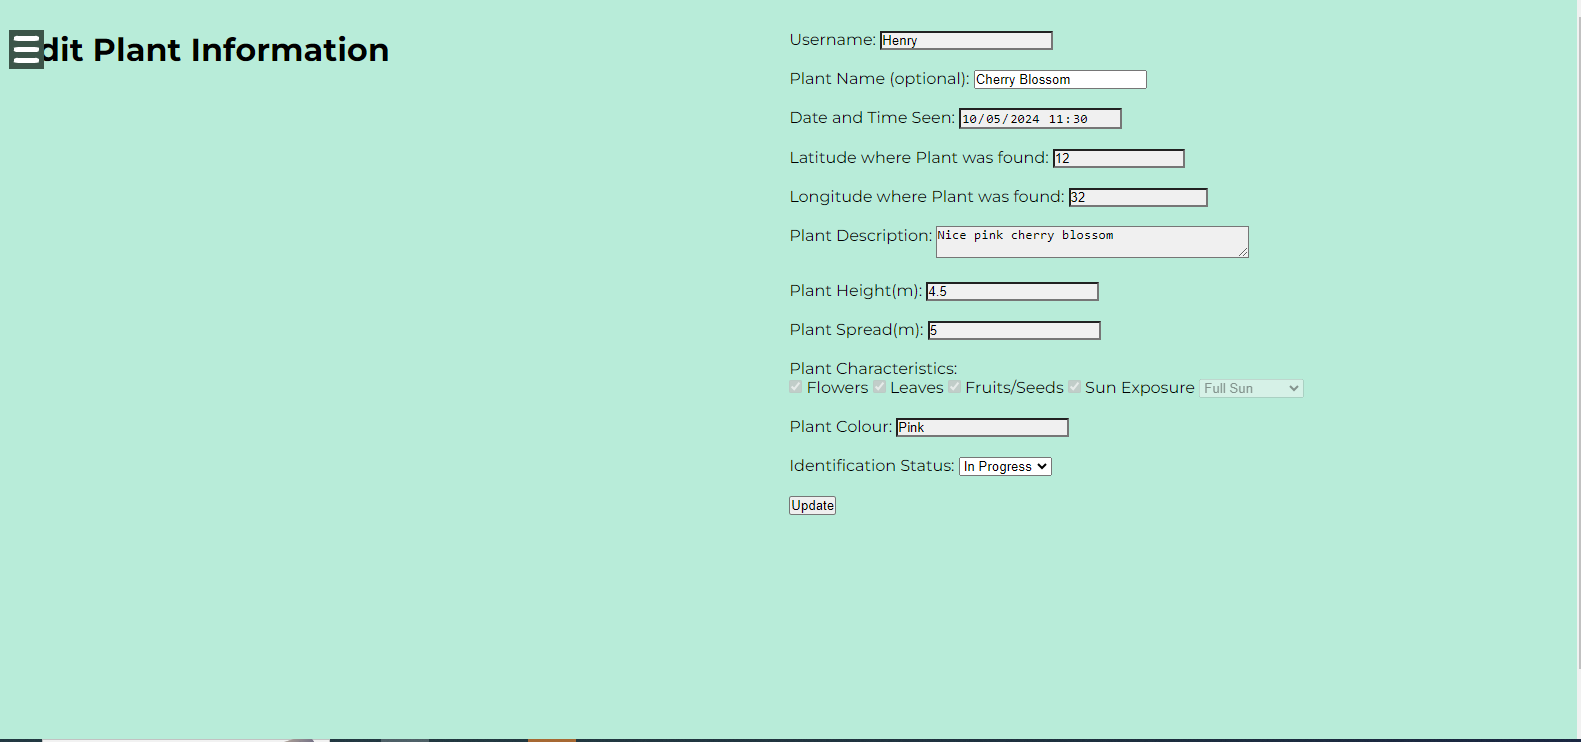 dit Plant Information
Username: Henry
Plant Name (optional): Cherry Blossom
Date and Time Seen: 10/05/2024 11:30
Latitude where Plant was found: 12
Longitude where Plant was found: 32
Plant Description: Nice pink cherry blossom
Plant Height(m): 4.5
Plant Spread(m): 5
Plant Characteristics:
Flowers Leaves Fruits/Seeds Sun Exposure Full Sun
Plant Colour: Pink
Identification Status: In Progress
Update